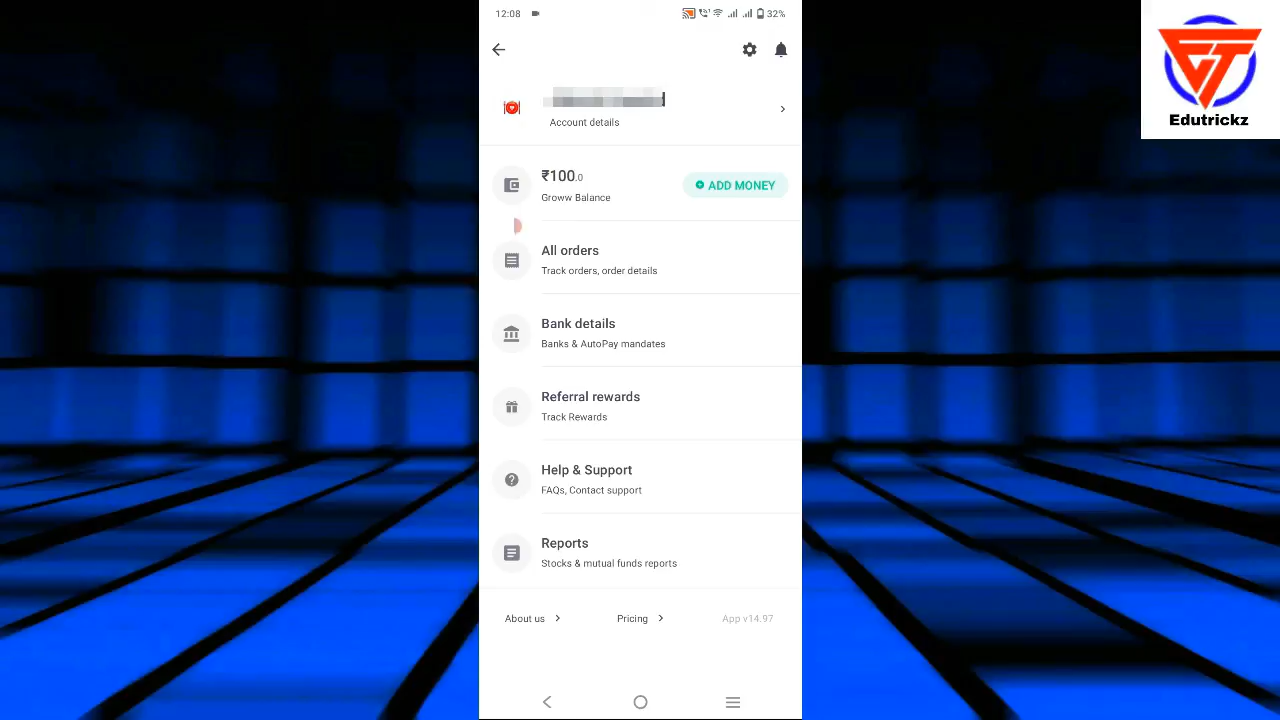 12:08
32%
Edutrickz
Account details
₹100.0
ADD MONEY
Groww Balance
All orders
Track orders, order details
Bank details
Banks & AutoPay mandates
Referral rewards
Track Rewards
Help & Support
FAQs, Contact support
Reports
Stocks & mutual funds reports
About us
Pricing
App v14.97